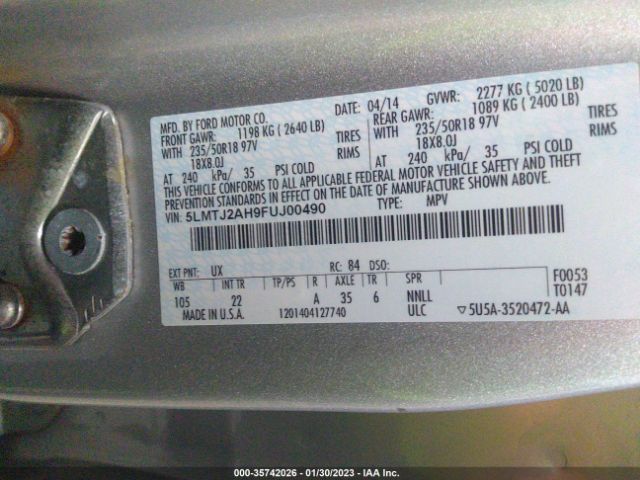 MFD. BY FORD MOTOR CO.
DATE: 04/14 GVWR: 2277 KG ( 5020 LB)
FRONT GAWR: 1198 KG ( 2640 LB) REAR GAWR: 1089 KG ( 2400 LB)
WITH 235/50R18 97V TIRES WITH 235/50R18 97V TIRES
18X8.0J RIMS 18X8.0J RIMS
AT 240 kPa/ 35 PSI COLD AT 240 kPa/ 35 PSI COLD
THIS VEHICLE CONFORMS TO ALL APPLICABLE FEDERAL MOTOR VEHICLE SAFETY AND THEFT
PREVENTION STANDARDS IN EFFECT ON THE DATE OF MANUFACTURE SHOWN ABOVE.
VIN: 5LMTJ2AH9FUJ00490 TYPE: MPV
EXT PNT: UX RC: 84 DSO:
WB INT TR TP/PS R AXLE TR SPR F0053
105 22 A 35 6 NNLL T0147
MADE IN U.S.A. 1201404127740 ULC ▽5U5A-3520472-AA
000-35742026 - 01/30/2023 - IAA Inc.